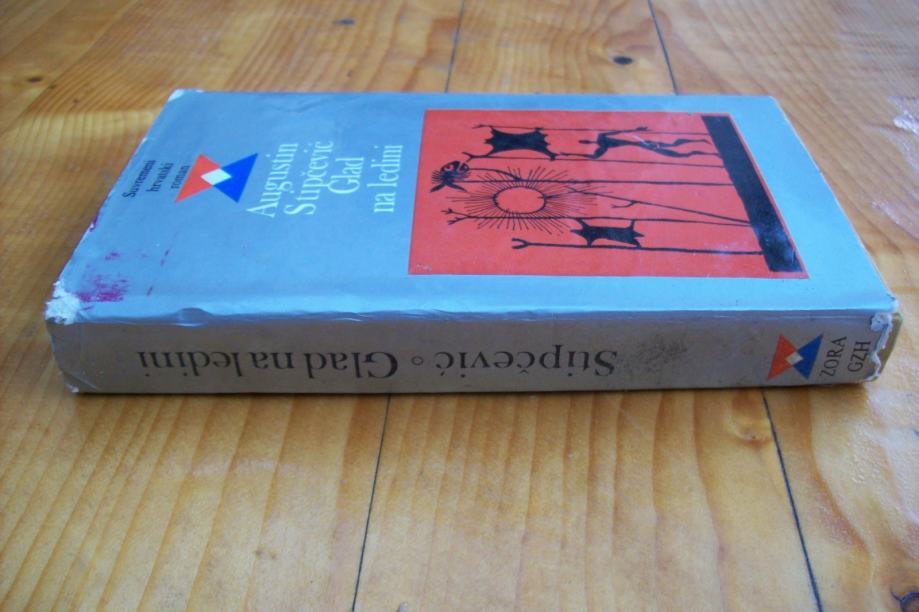 Suvremeni
hrvatski
roman
Augustin
Stipčević
Glad
na ledini
Stipčević ○ Glad na ledini
ZORA
GZH